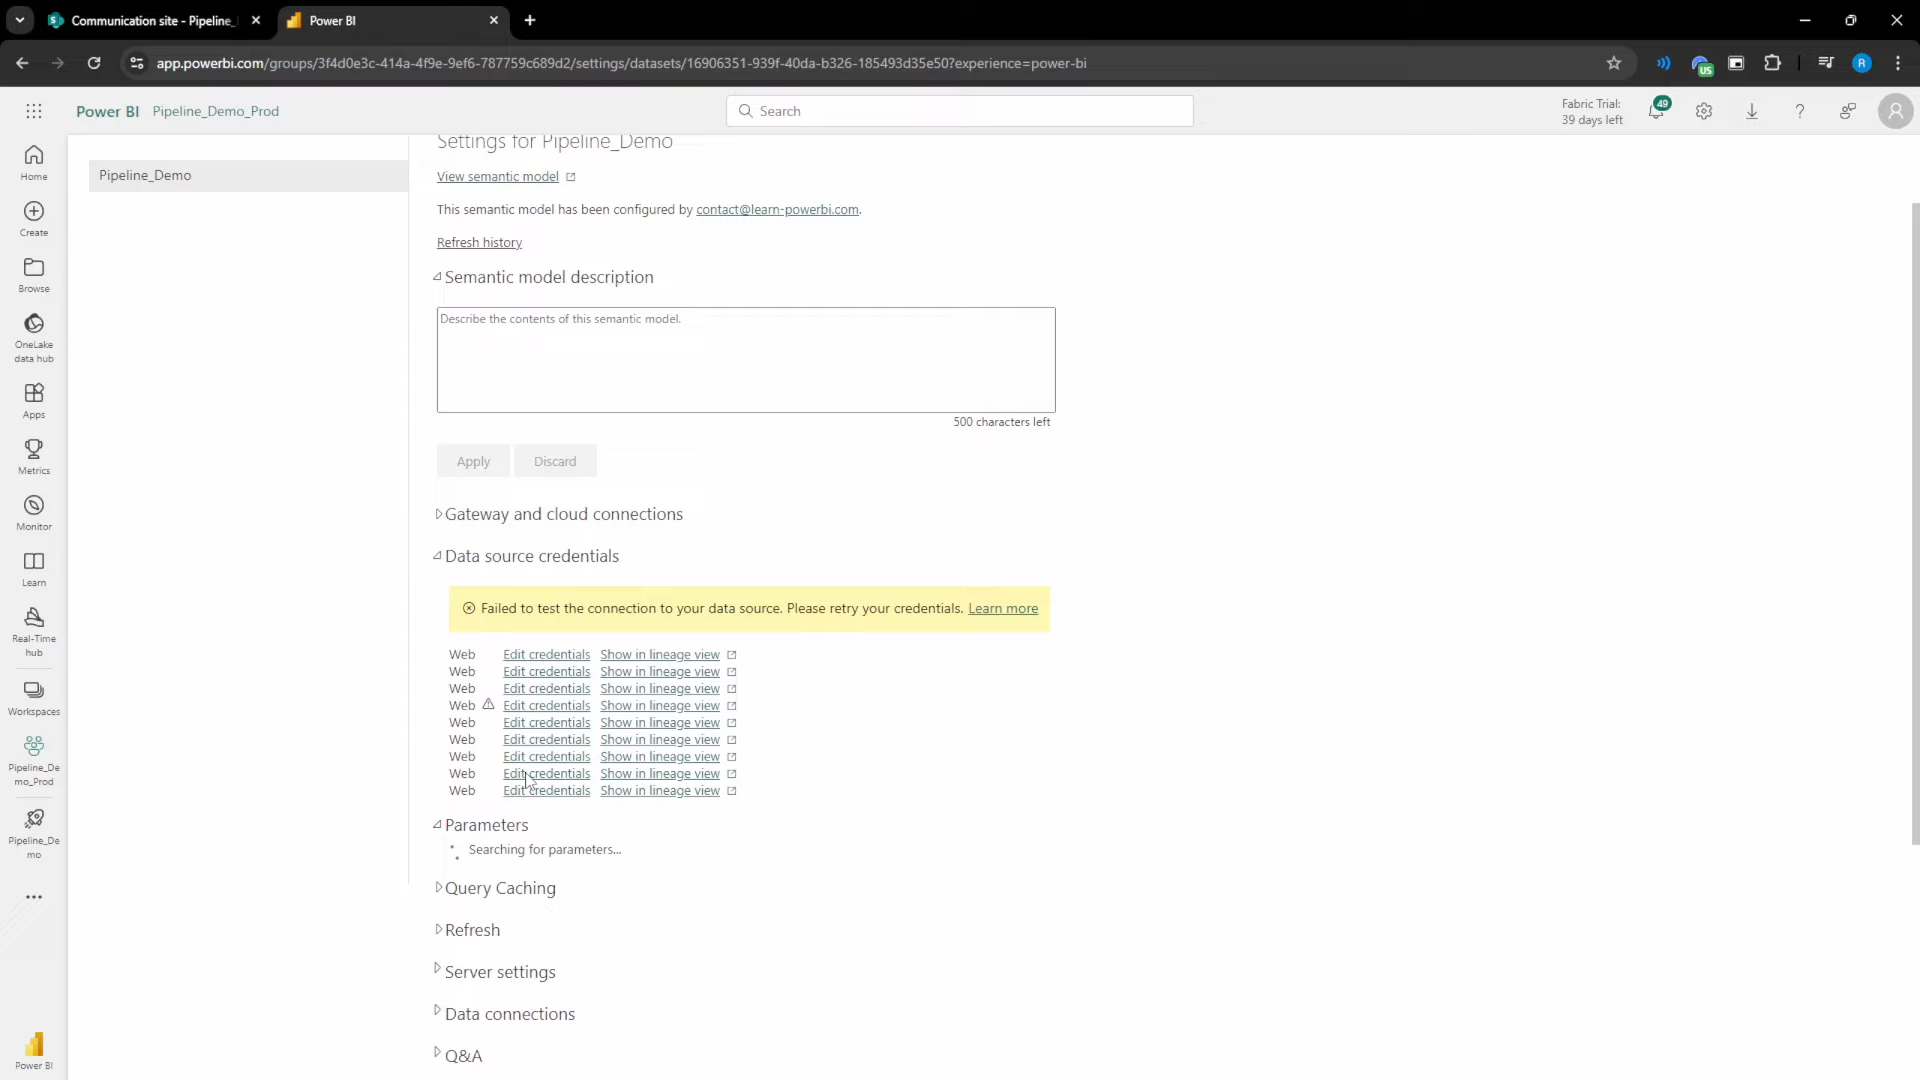 Communication site - Pipeline_
Power BI
app.powerbi.com/groups/3f4d0e3c-414a-4f9e-9ef6-787759c689d2/settings/datasets/16906351-939f-40da-b326-185493d35e50?experience=power-bi
US
R
Power BI Pipeline_Demo_Prod
Search
Fabric Trial:
39 days left
49
Home
Create
Browse
OneLake
data hub
Apps
Metrics
Monitor
Learn
Real-Time
hub
Workspaces
Pipeline_De
mo_Prod
Pipeline_De
mo
Power BI
Pipeline_Demo
Settings for Pipeline_Demo
View semantic model
This semantic model has been configured by contact@learn-powerbi.com.
Refresh history
Semantic model description
Describe the contents of this semantic model.
500 characters left
Apply Discard
Gateway and cloud connections
Data source credentials
Failed to test the connection to your data source. Please retry your credentials. Learn more
Web Edit credentials Show in lineage view
Web Edit credentials Show in lineage view
Web Edit credentials Show in lineage view
Web Edit credentials Show in lineage view
Web Edit credentials Show in lineage view
Web Edit credentials Show in lineage view
Web Edit credentials Show in lineage view
Web Edit credentials Show in lineage view
Web Edit credentials Show in lineage view
Parameters
Searching for parameters...
Query Caching
Refresh
Server settings
Data connections
Q&A